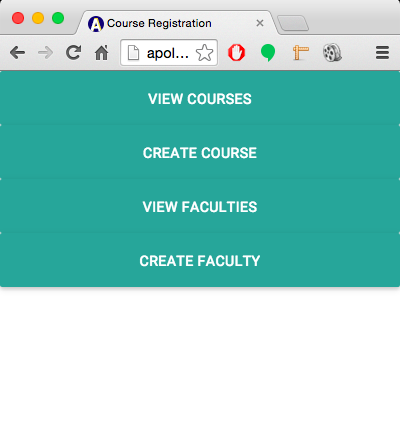 Course Registration
apol...
VIEW COURSES
CREATE COURSE
VIEW FACULTIES
CREATE FACULTY